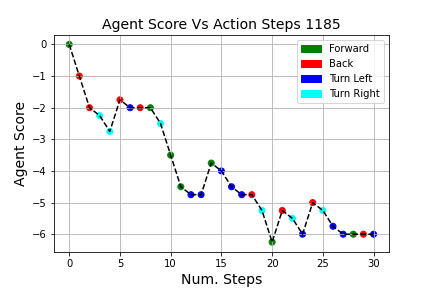 Agent Score Vs Action Steps 1185
0
−1
−2
−3
−4
−5
−6
Agent Score
Forward
Back
Turn Left
Turn Right
0 5 10 15 20 25 30
Num. Steps